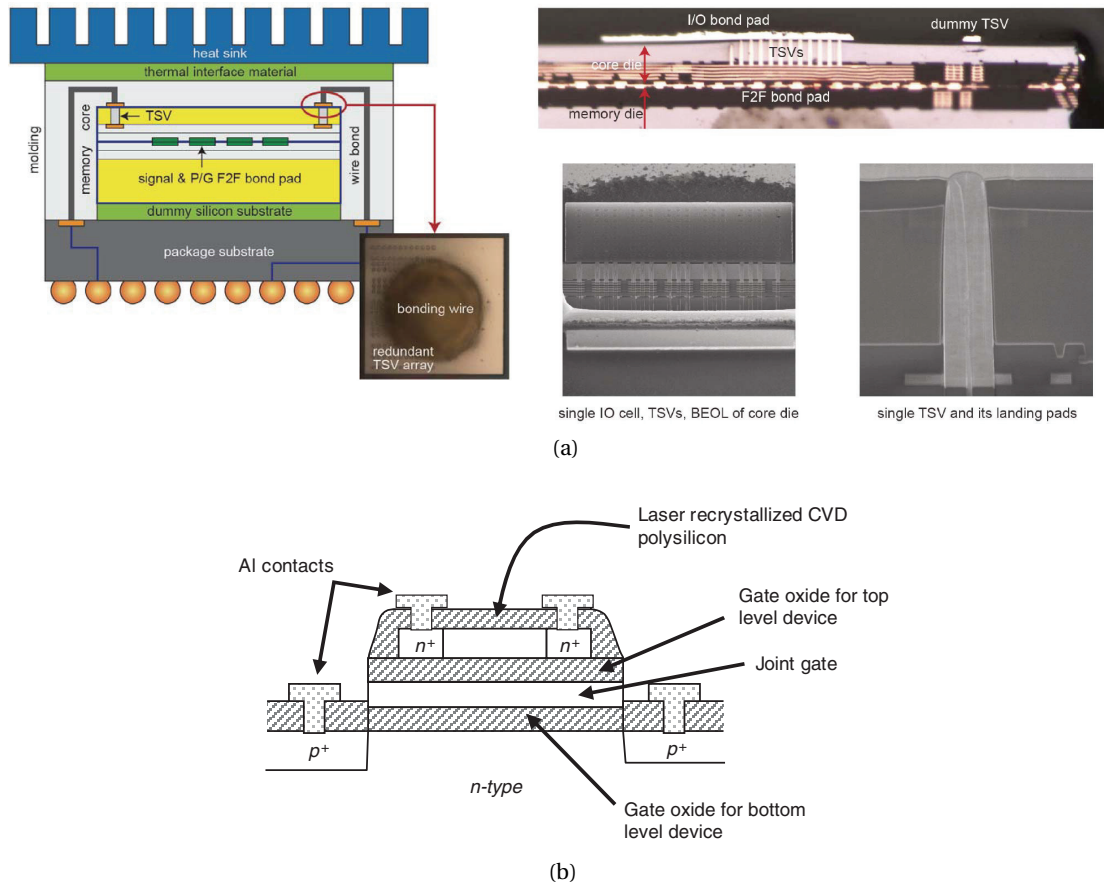 heat sink
thermal interface material
core
TSV
memory
molding
wire bond
signal & P/G F2F bond pad
dummy silicon substrate
package substrate
bonding wire
redundant
TSV array
I/O bond pad
dummy TSV
TSVs
core die
F2F bond pad
memory die
single IO cell, TSVs, BEOL of core die
single TSV and its landing pads
(a)
Laser recrystallized CVD
polysilicon
Al contacts
Gate oxide for top
level device
n+
n+
Joint gate
p+
p+
n-type
Gate oxide for bottom
level device
(b)